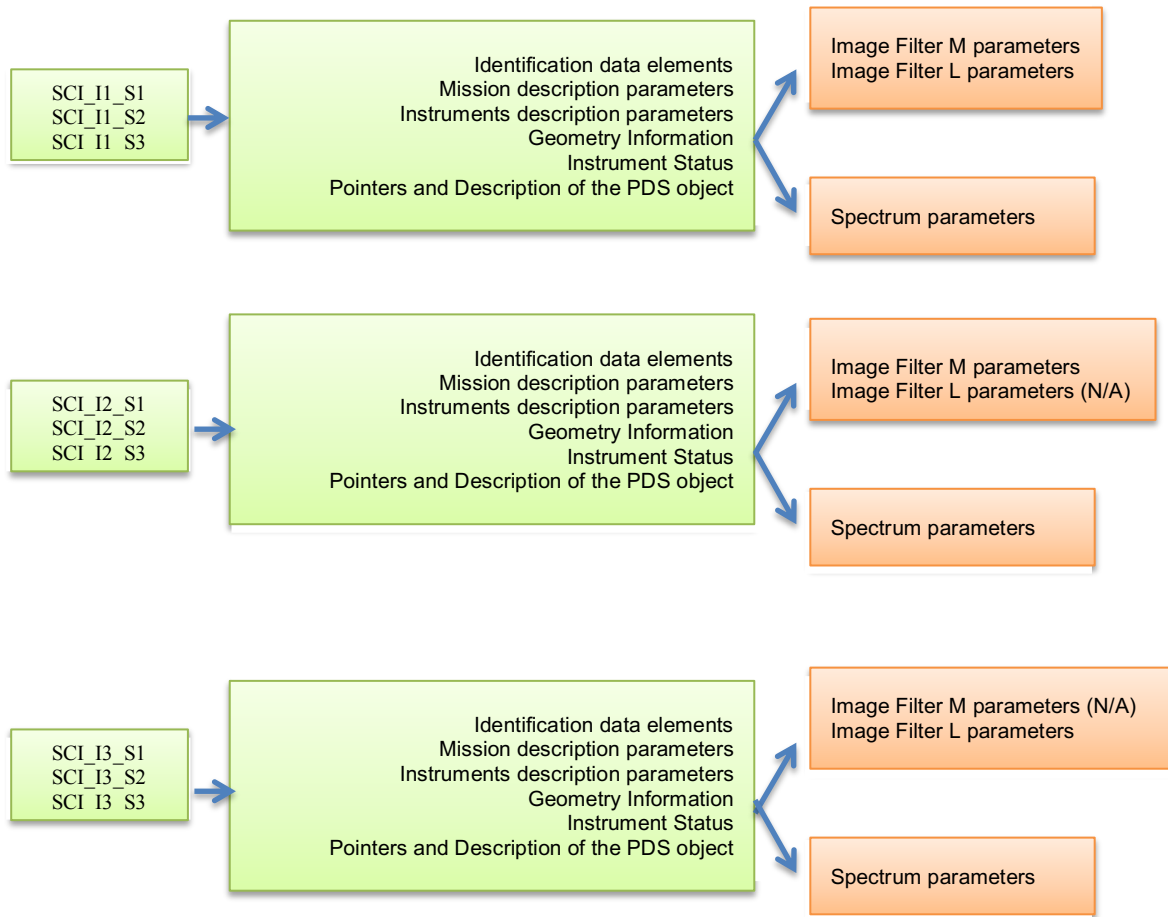 SCI_I1_S1
SCI_I1_S2
SCI_I1_S3
Identification data elements
Mission description parameters
Instruments description parameters
Geometry Information
Instrument Status
Pointers and Description of the PDS object
Image Filter M parameters
Image Filter L parameters
Spectrum parameters
SCI_I2_S1
SCI_I2_S2
SCI_I2_S3
Identification data elements
Mission description parameters
Instruments description parameters
Geometry Information
Instrument Status
Pointers and Description of the PDS object
Image Filter M parameters
Image Filter L parameters (N/A)
Spectrum parameters
SCI_I3_S1
SCI_I3_S2
SCI_I3_S3
Identification data elements
Mission description parameters
Instruments description parameters
Geometry Information
Instrument Status
Pointers and Description of the PDS object
Image Filter M parameters (N/A)
Image Filter L parameters
Spectrum parameters